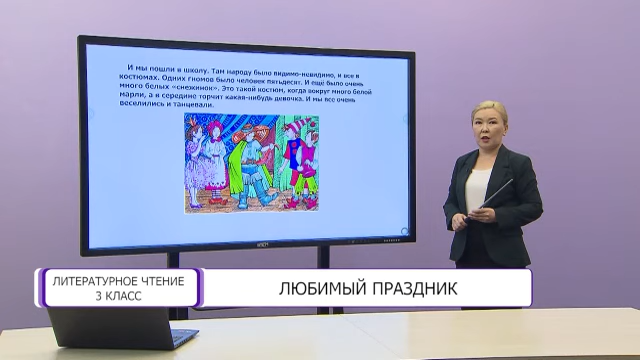 И мы пошли в школу. Там народу было видимо-невидимо, и все в
костюмах. Одних гномов было человек пятьдесят. И ещё было очень
много белых «снежинок». Это такой костюм, когда вокруг много белой
марли, а в середине торчит какая-нибудь девочка. И мы все очень
веселились и танцевали.
ЛИТЕРАТУРНОЕ ЧТЕНИЕ
3 КЛАСС
ЛЮБИМЫЙ ПРАЗДНИК